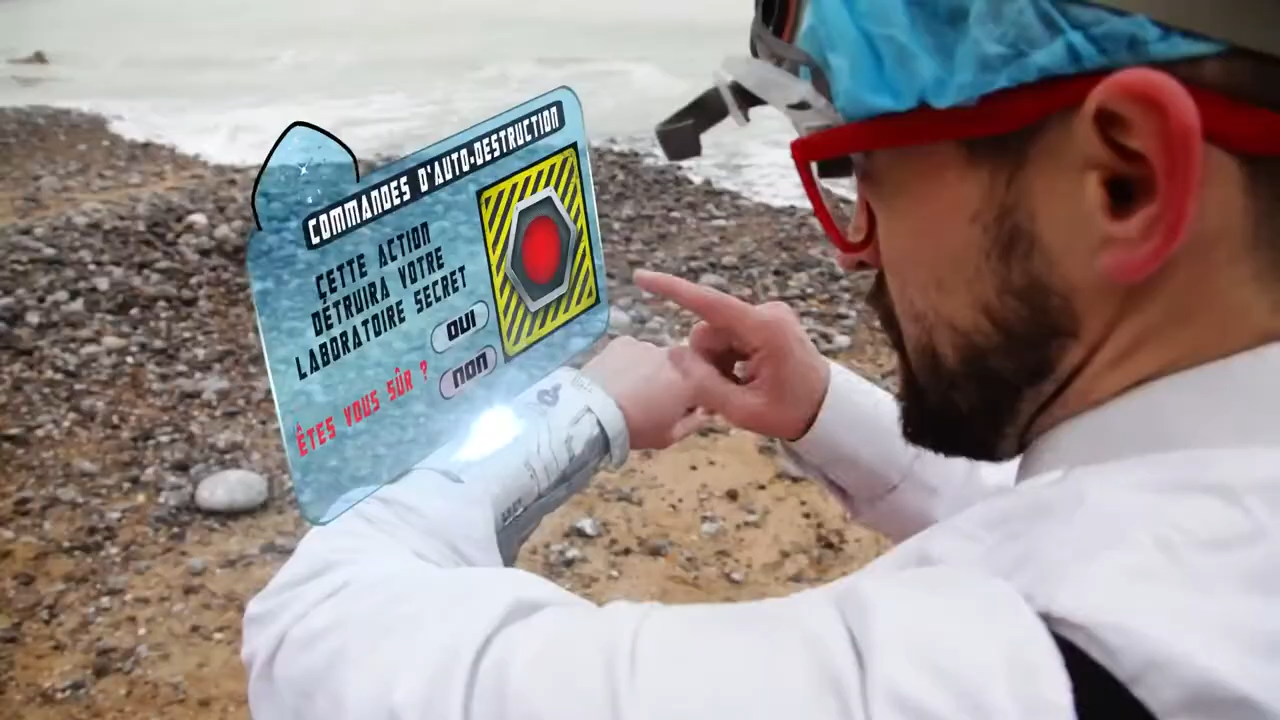 COMMANDES D'AUTO-DESTRUCTION
CETTE ACTION
DÉTRUIRA VOTRE
LABORATOIRE SECRET
OUI
ÊTES VOUS SÛR ?
NON